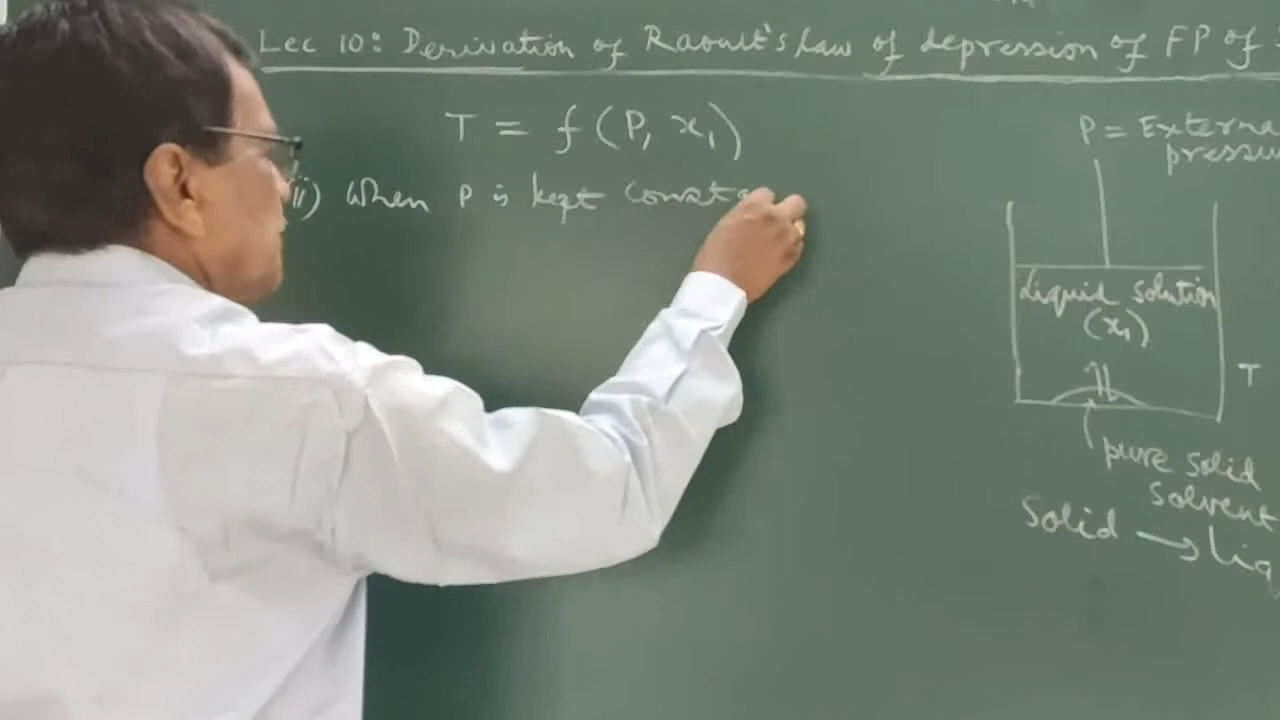 Lec 10: Derivation of Raoult's law of depression of FP of
T = f(P, x₁)
ii) When P is kept Consta
P = Externa
pressu
Liquid Solution
(x₁)
T
pure Solid
Solvent
Solid → Liq